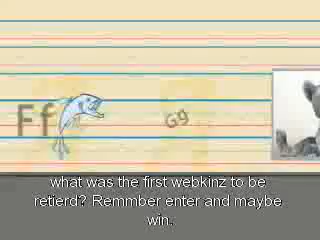 Ff Gg
what was the first webkinz to be
retierd? Remmber enter and maybe
win.